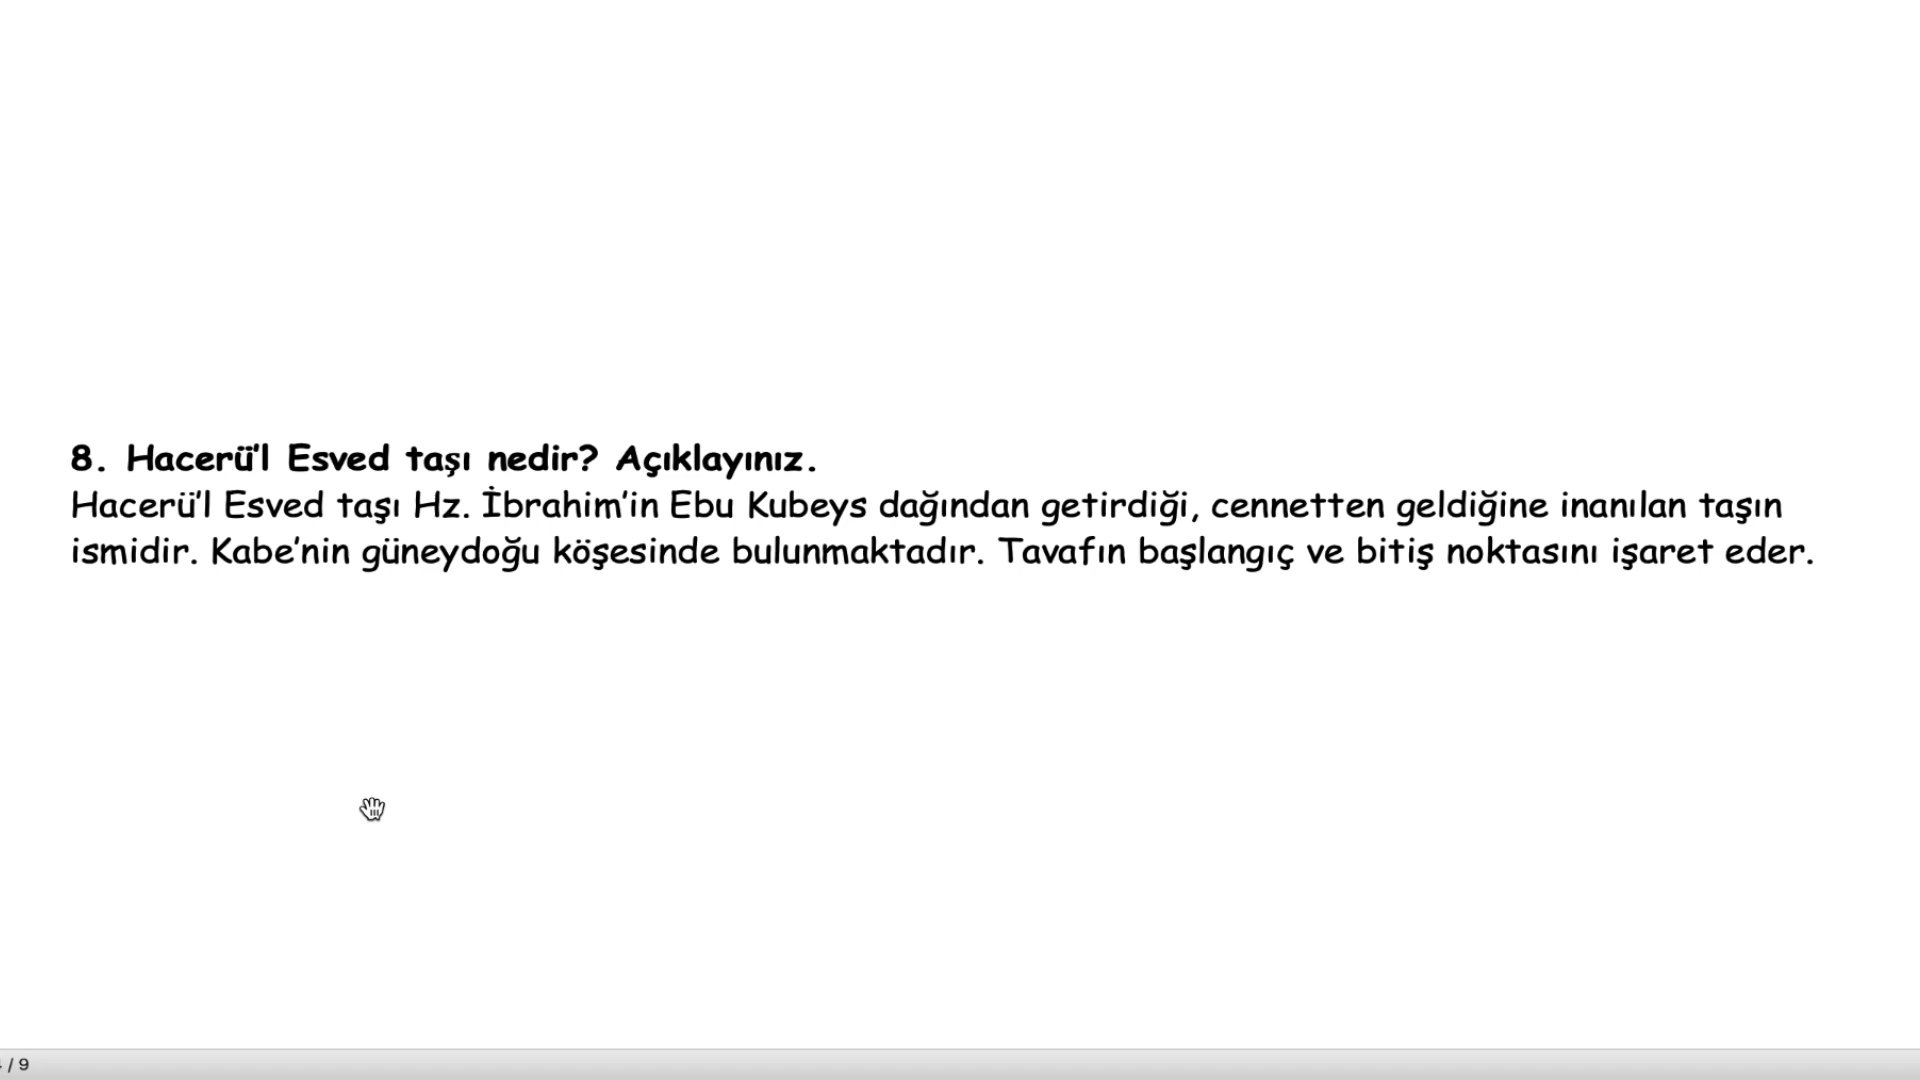 8. Hacerü'l Esved taşı nedir? Açıklayınız.
Hacerü'l Esved taşı Hz. İbrahim'in Ebu Kubeys dağından getirdiği, cennetten geldiğine inanılan taşın
ismidir. Kabe'nin güneydoğu köşesinde bulunmaktadır. Tavafın başlangıç ve bitiş noktasını işaret eder.
/ 9